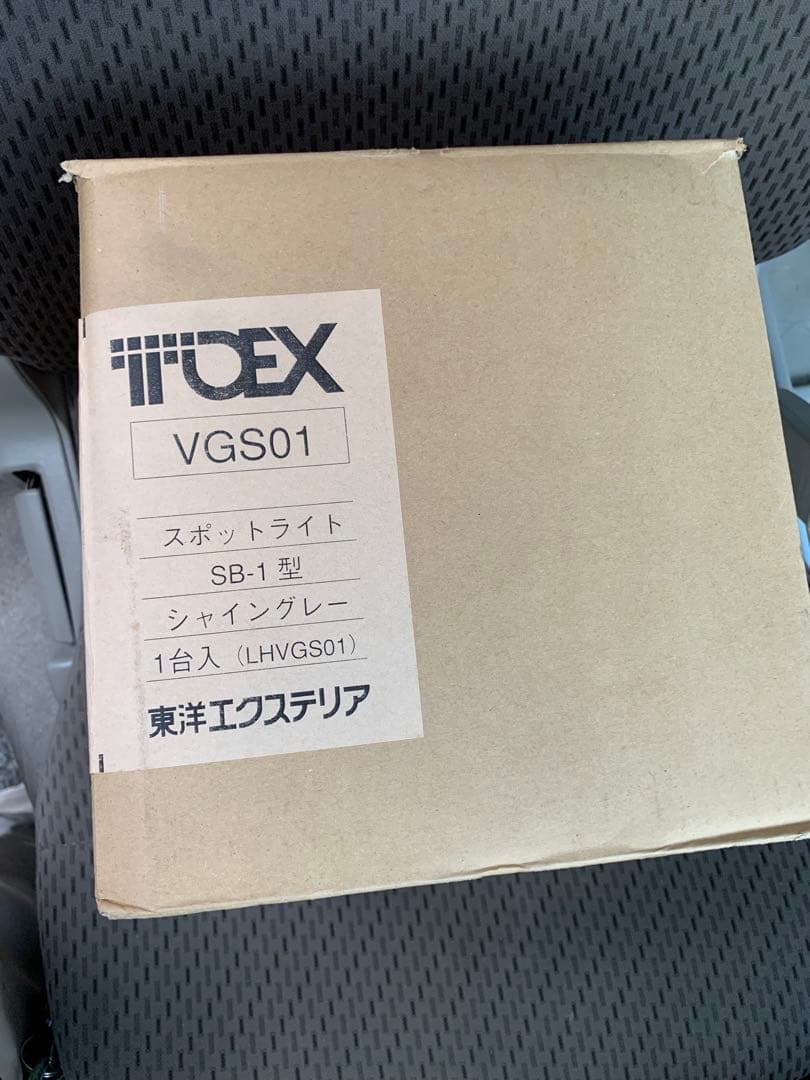 TOEX
VGS01
スポットライト
SB-1 型
シャイングレー
1台入（LHVGS01）
東洋エクステリア